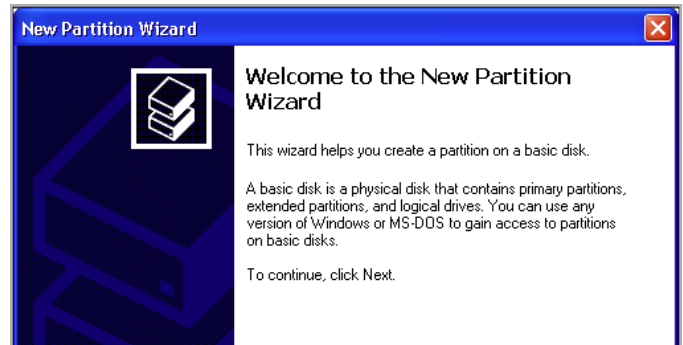 New Partition Wizard
Welcome to the New Partition
Wizard
This wizard helps you create a partition on a basic disk.
A basic disk is a physical disk that contains primary partitions,
extended partitions, and logical drives. You can use any
version of Windows or MS-DOS to gain access to partitions
on basic disks.
To continue, click Next.